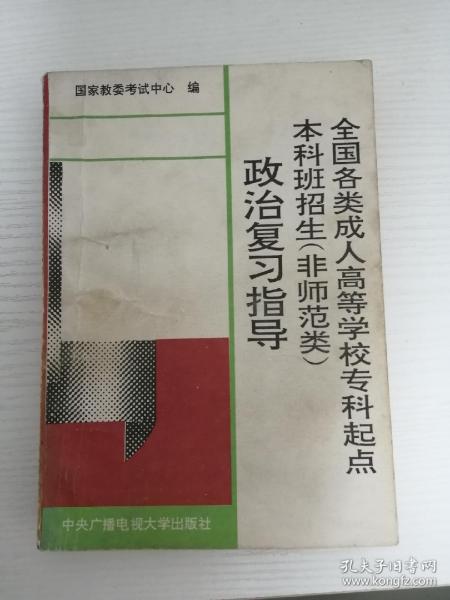 国家教委考试中心 编
全国各类成人高等学校专科起点
本科班招生(非师范类)
政治复习指导
中央广播电视大学出版社
孔夫子旧书网
www.kongfz.com